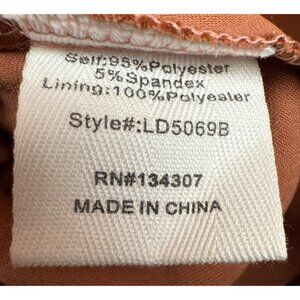 Self:95%Polyester
5%Spandex
Lining:100%Polyester
Style#:LD5069B
RN#134307
MADE IN CHINA